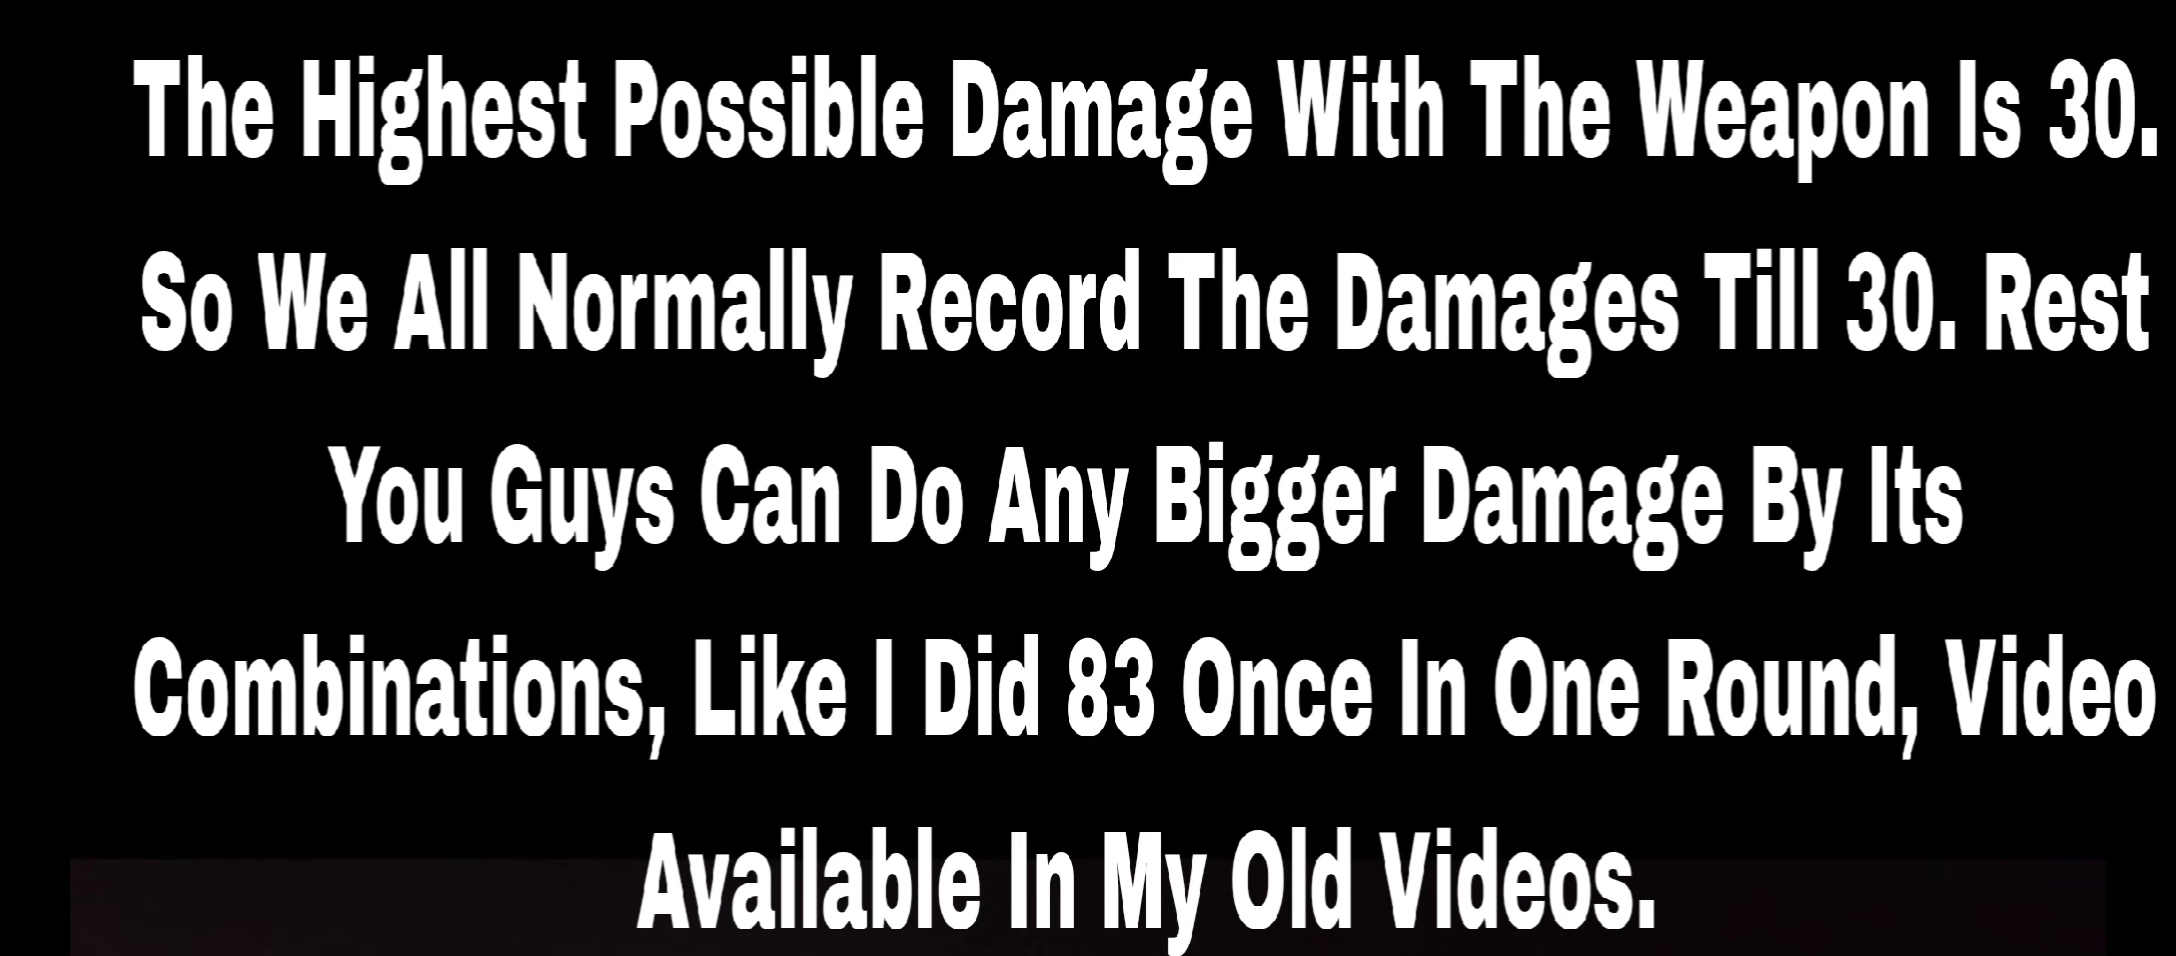 The Highest Possible Damage With The Weapon Is 30.
So We All Normally Record The Damages Till 30. Rest
You Guys Can Do Any Bigger Damage By Its
Combinations, Like I Did 83 Once In One Round, Video
Available In My Old Videos.